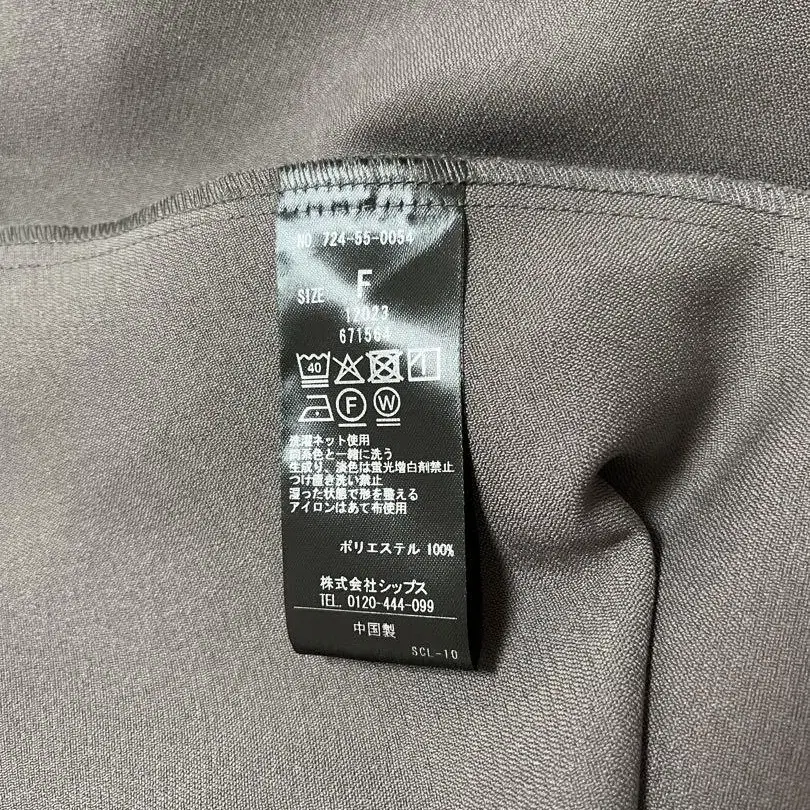 NO. 724-55-0054
SIZE F
12023
671564
40
F W
洗濯ネット使用
同系色と一緒に洗う
生成り、淡色は蛍光増白剤禁止
つけ置き洗い禁止
湿った状態で形を整える
アイロンはあて布使用
ポリエステル 100%
株式会社シップス
TEL. 0120-444-099
中国製
SCL-10